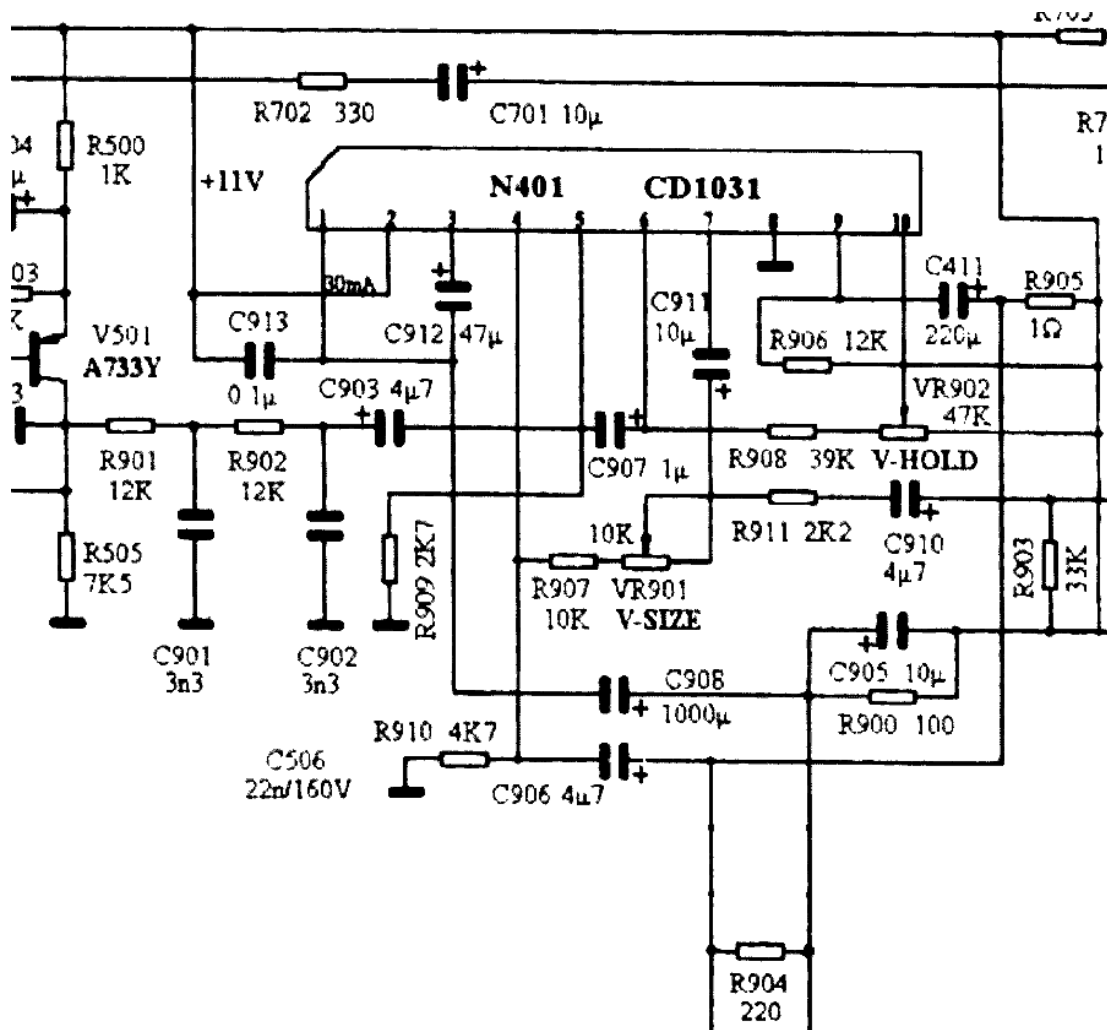 R702 330
C701 10µ
R500
1K
+11V
N401 CD1031
1 2 3 4 5 6 7 8 9 10
30mA
C913
0 1µ
C912 47µ
C911
10µ
C411
220µ
R905
1Ω
R906 12K
V501
A733Y
C903 4µ7
VR902
47K
R901
12K
R902
12K
C907 1µ
R908 39K
V-HOLD
R505
7K5
R909 2K7
10K
R907
10K
VR901
V-SIZE
R911 2K2
C910
4µ7
R903
33K
C901
3n3
C902
3n3
C905 10µ
C908
1000µ
R900 100
R910 4K7
C506
22n/160V
C906 4µ7
R904
220